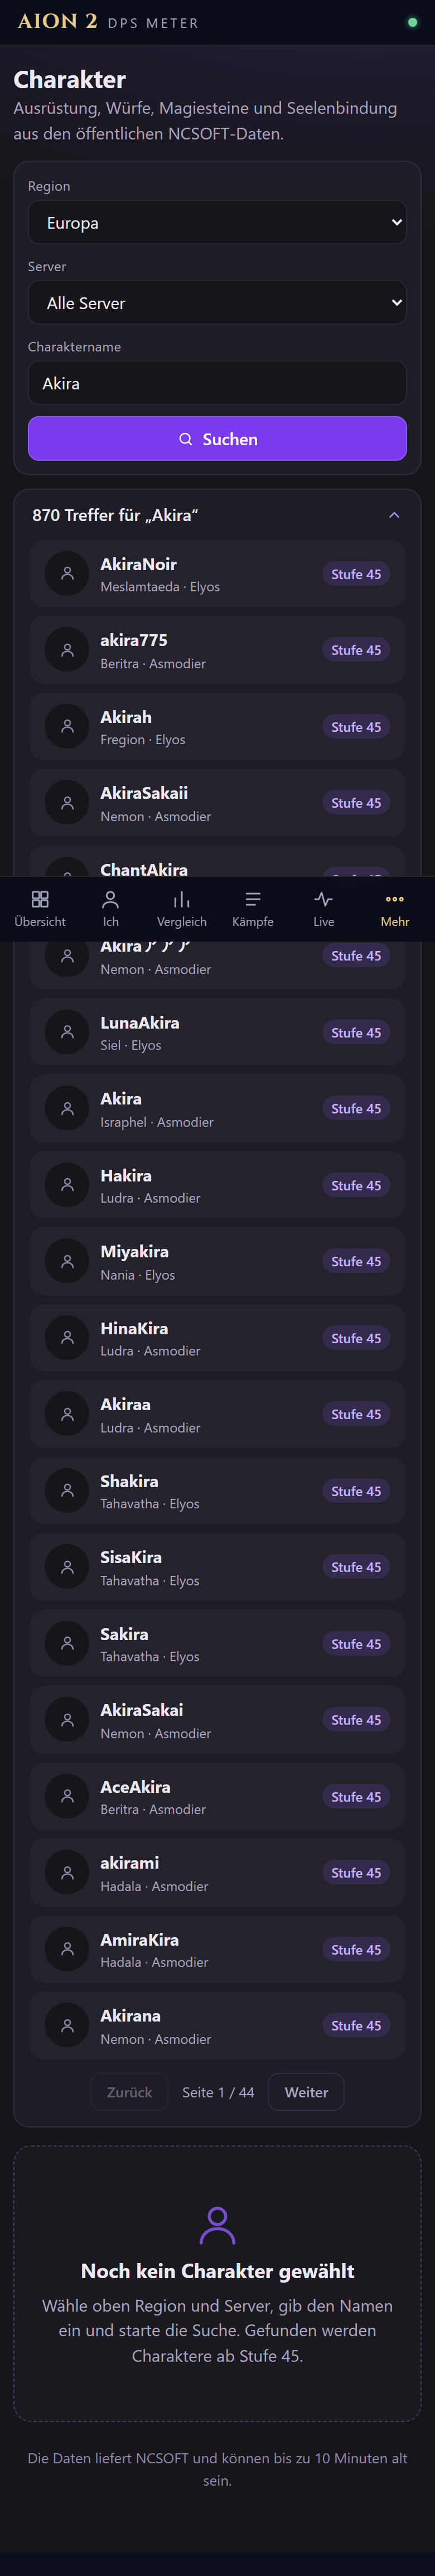 AION 2 DPS METER
Charakter
Ausrüstung, Würfe, Magiesteine und Seelenbindung
aus den öffentlichen NCSOFT-Daten.
Region
Europa
Server
Alle Server
Charaktername
Akira
Suchen
870 Treffer für „Akira“
AkiraNoir
Meslamtaeda · Elyos
Stufe 45
akira775
Beritra · Asmodier
Stufe 45
Akirah
Fregion · Elyos
Stufe 45
AkiraSakaii
Nemon · Asmodier
Stufe 45
ChantAkira
Übersicht
Ich
Vergleich
Kämpfe
Live
Mehr
Akira
Nemon · Asmodier
Stufe 45
LunaAkira
Siel · Elyos
Stufe 45
Akira
Israphel · Asmodier
Stufe 45
Hakira
Ludra · Asmodier
Stufe 45
Miyakira
Nania · Elyos
Stufe 45
HinaKira
Ludra · Asmodier
Stufe 45
Akiraa
Ludra · Asmodier
Stufe 45
Shakira
Tahavatha · Elyos
Stufe 45
SisaKira
Tahavatha · Elyos
Stufe 45
Sakira
Tahavatha · Elyos
Stufe 45
AkiraSakai
Nemon · Asmodier
Stufe 45
AceAkira
Beritra · Asmodier
Stufe 45
akirami
Hadala · Asmodier
Stufe 45
AmiraKira
Hadala · Asmodier
Stufe 45
Akirana
Nemon · Asmodier
Stufe 45
Zurück
Seite 1 / 44
Weiter
Noch kein Charakter gewählt
Wähle oben Region und Server, gib den Namen
ein und starte die Suche. Gefunden werden
Charaktere ab Stufe 45.
Die Daten liefert NCSOFT und können bis zu 10 Minuten alt
sein.